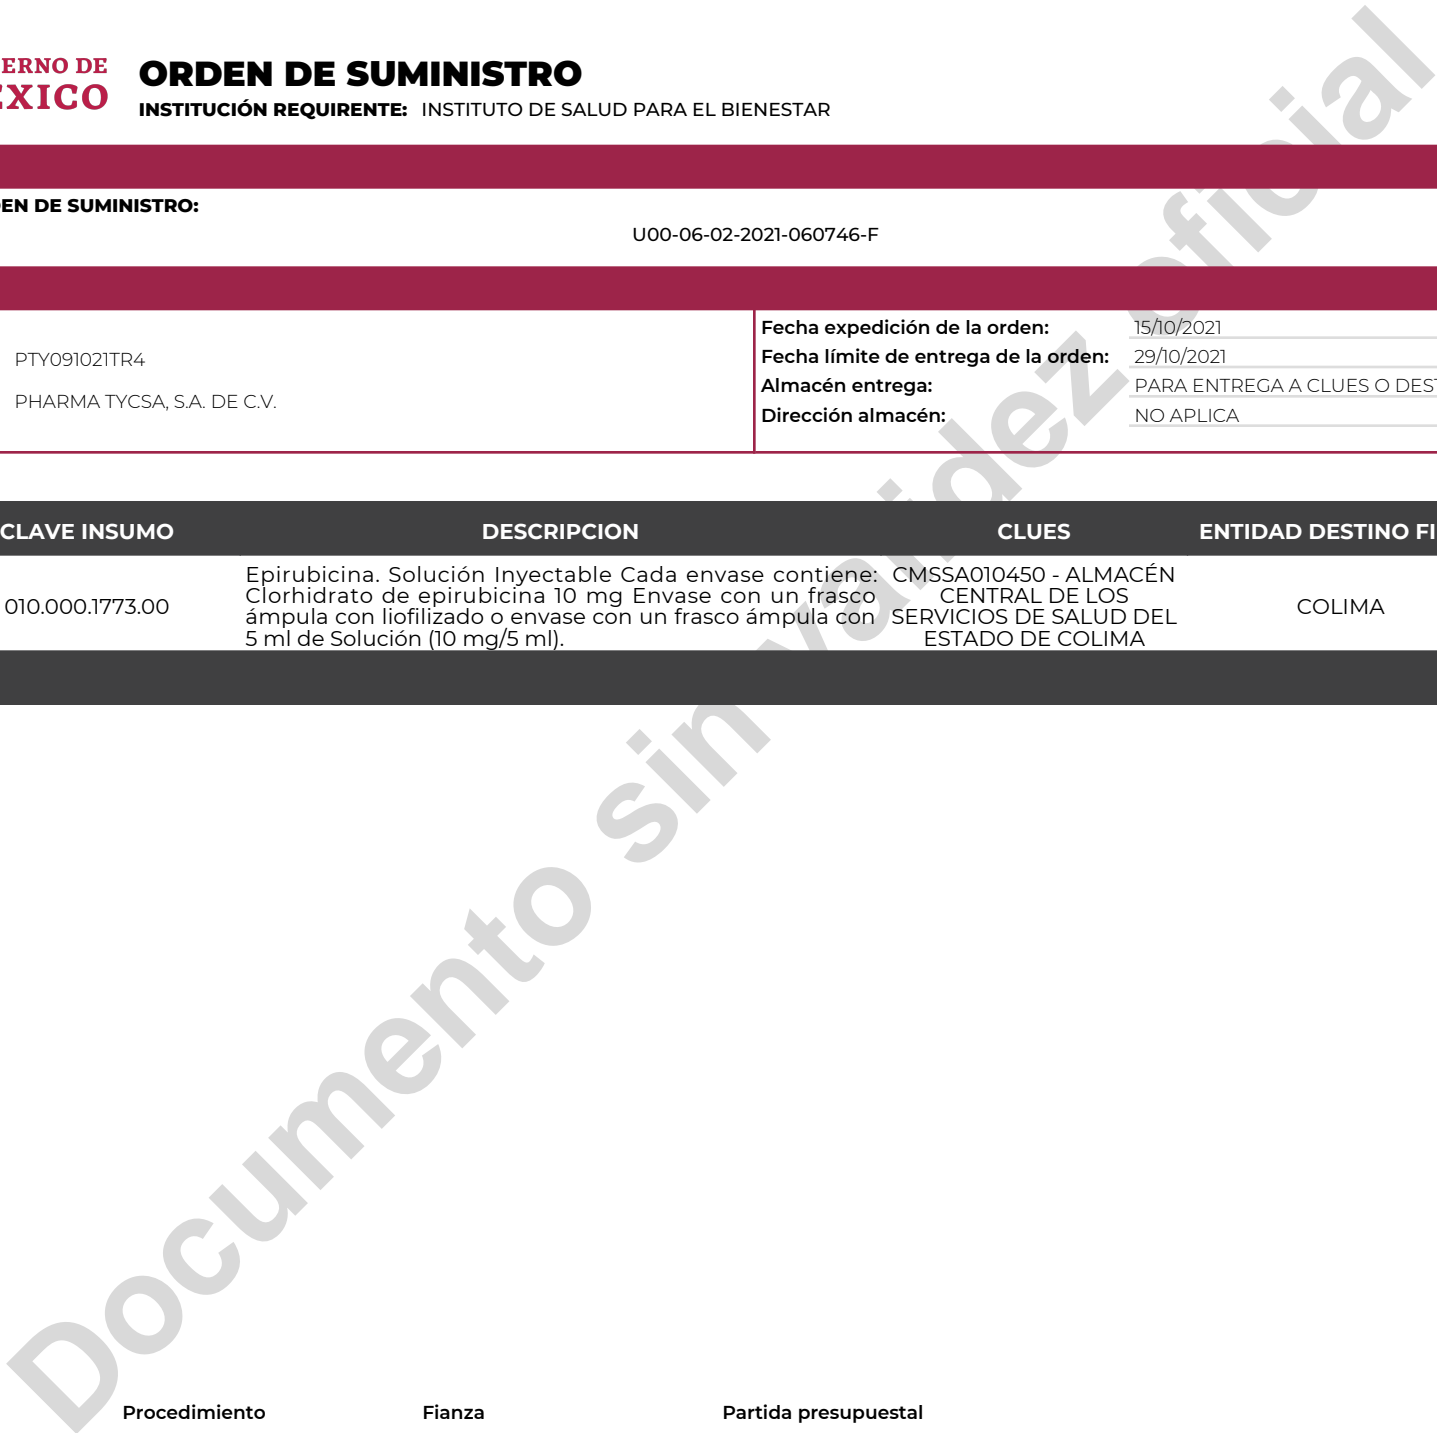 ERNO DE
EXICO
ORDEN DE SUMINISTRO
INSTITUCIÓN REQUIRENTE: INSTITUTO DE SALUD PARA EL BIENESTAR
EN DE SUMINISTRO:
U00-06-02-2021-060746-F
PTY091021TR4
PHARMA TYCSA, S.A. DE C.V.
Fecha expedición de la orden: 15/10/2021
Fecha límite de entrega de la orden: 29/10/2021
Almacén entrega: PARA ENTREGA A CLUES O DEST
Dirección almacén: NO APLICA
CLAVE INSUMO DESCRIPCION CLUES ENTIDAD DESTINO FI
010.000.1773.00
Epirubicina. Solución Inyectable Cada envase contiene:
Clorhidrato de epirubicina 10 mg Envase con un frasco
ámpula con liofilizado o envase con un frasco ámpula con
5 ml de Solución (10 mg/5 ml).
CMSSA010450 - ALMACÉN
CENTRAL DE LOS
SERVICIOS DE SALUD DEL
ESTADO DE COLIMA
COLIMA
Documento sin validez oficial
Procedimiento Fianza Partida presupuestal